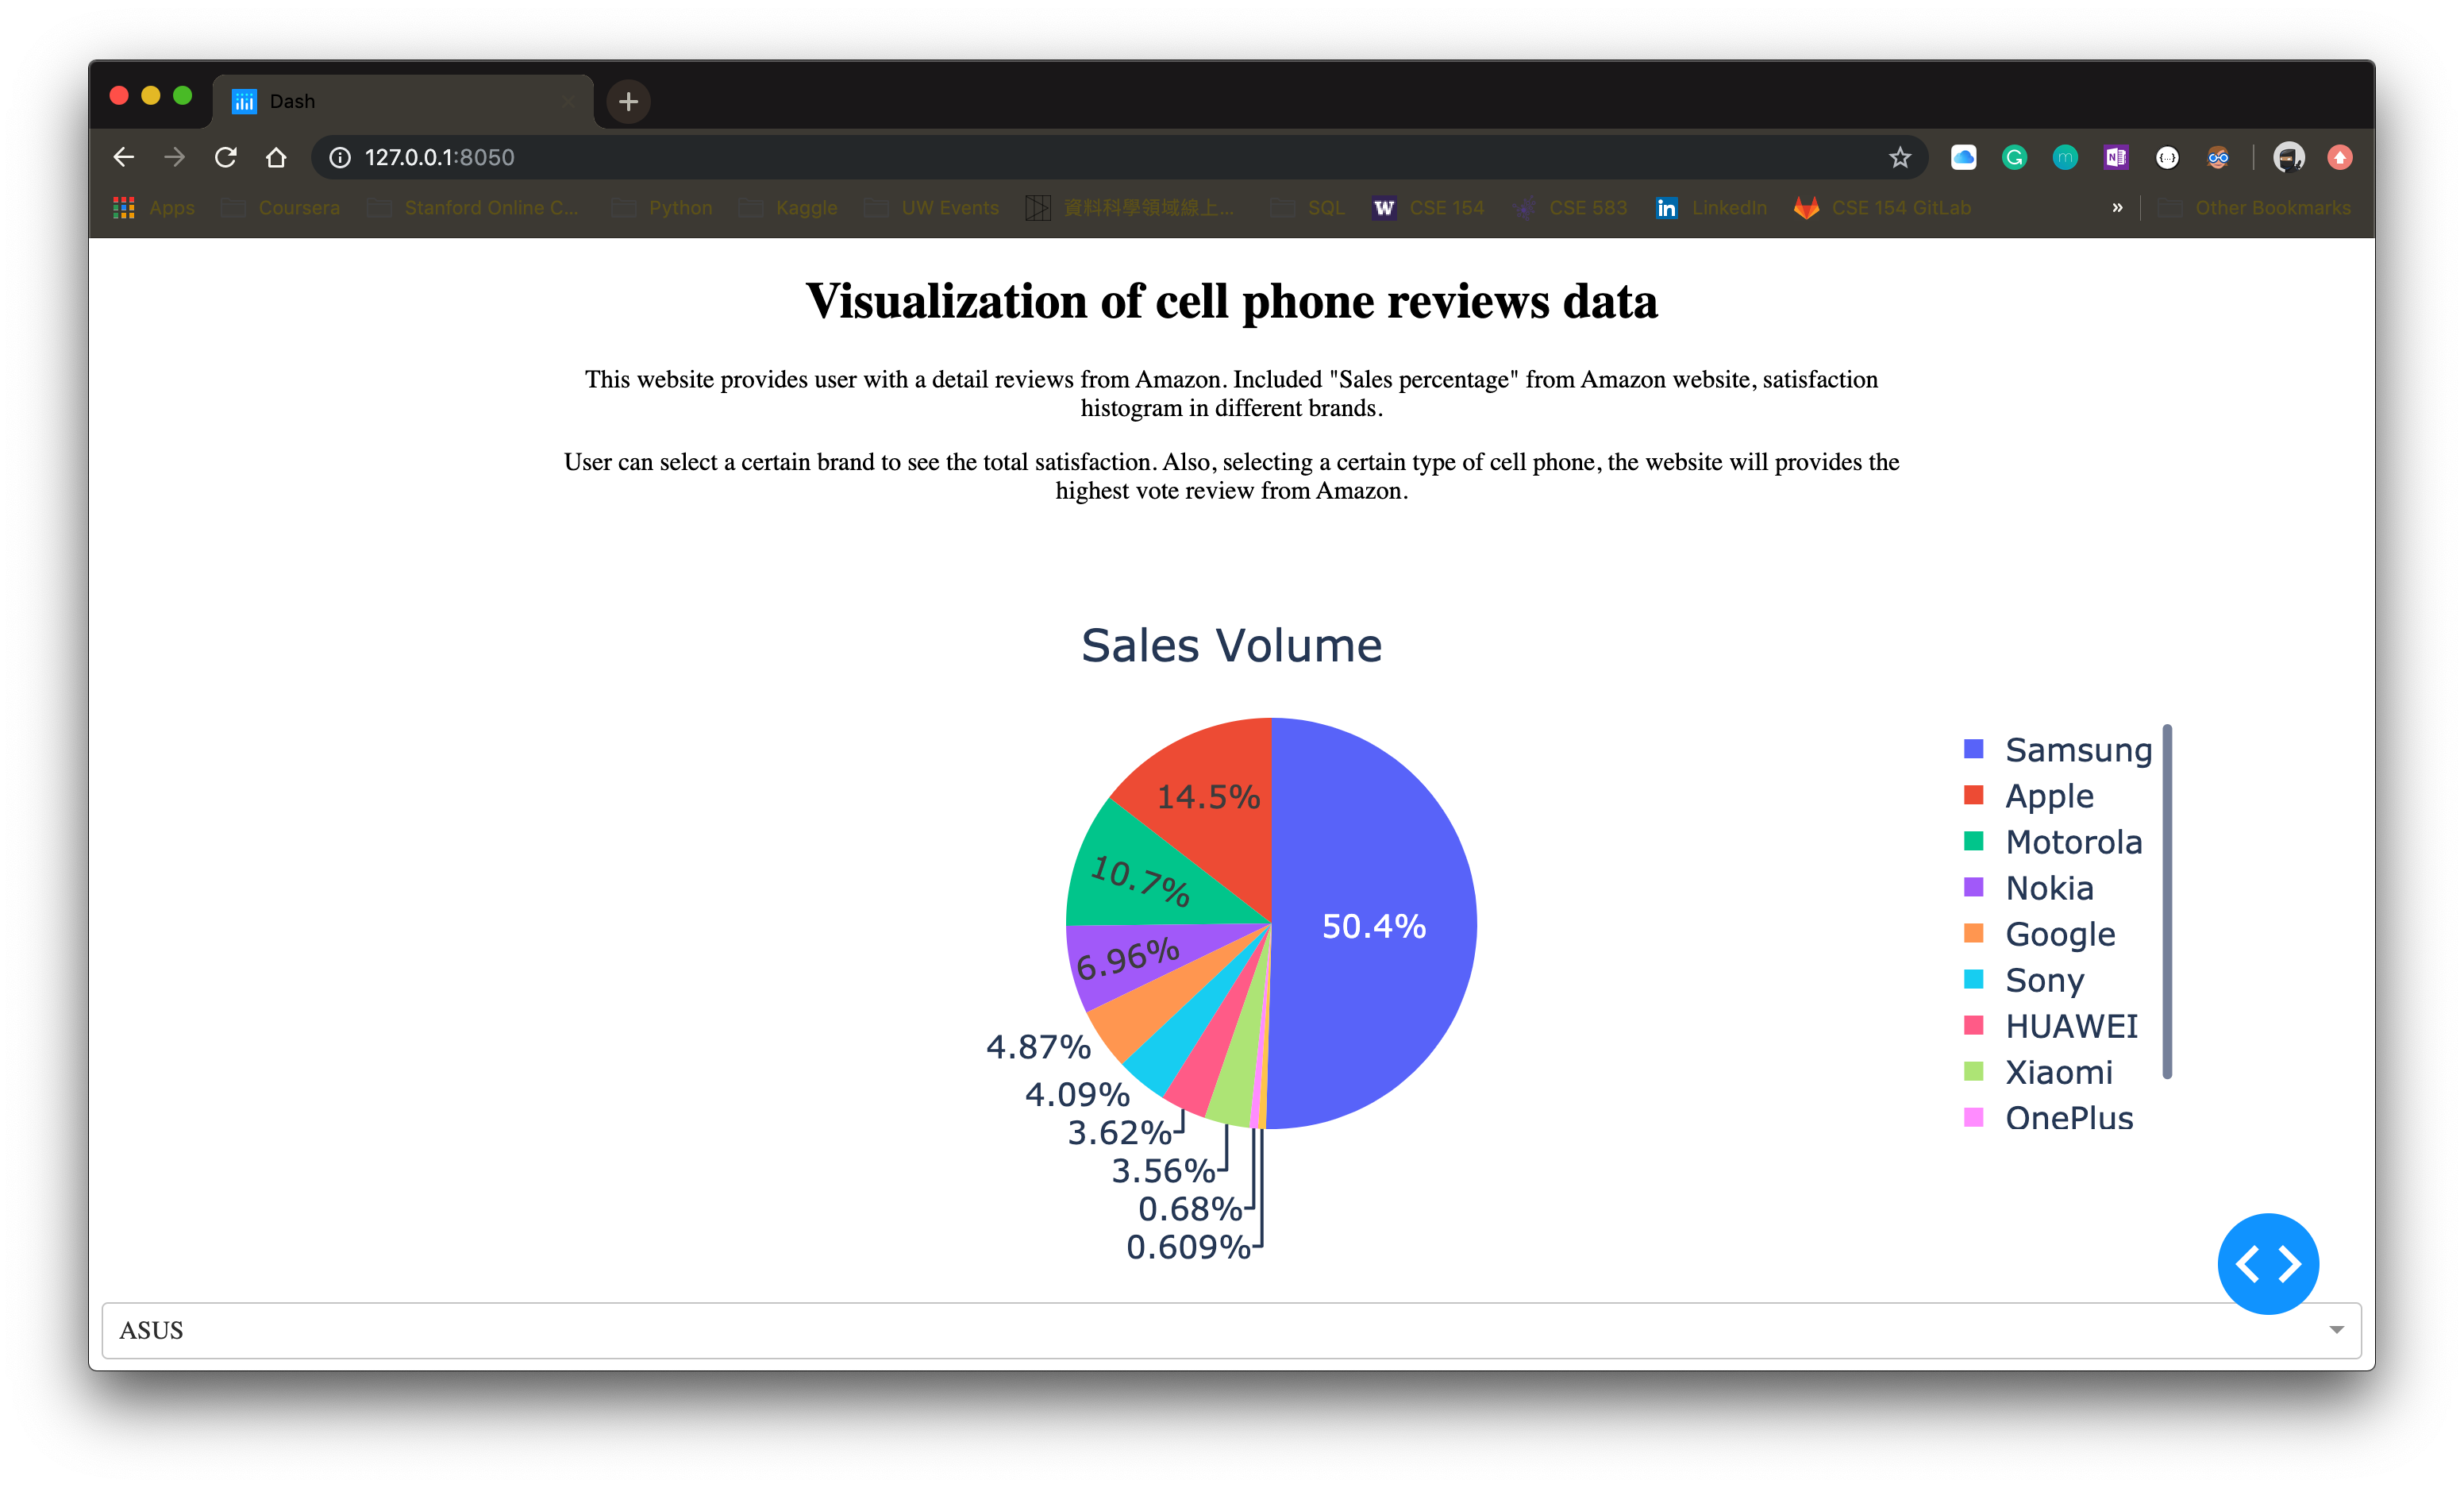 Dash
127.0.0.1:8050
Apps Coursera Stanford Online C... Python Kaggle UW Events 資料科學領域線上... SQL CSE 154 CSE 583 LinkedIn CSE 154 GitLab » Other Bookmarks
Visualization of cell phone reviews data
This website provides user with a detail reviews from Amazon. Included "Sales percentage" from Amazon website, satisfaction
histogram in different brands.
User can select a certain brand to see the total satisfaction. Also, selecting a certain type of cell phone, the website will provides the
highest vote review from Amazon.
Sales Volume
14.5%
10.7%
6.96%
50.4%
4.87%
4.09%
3.62%
3.56%
0.68%
0.609%
Samsung
Apple
Motorola
Nokia
Google
Sony
HUAWEI
Xiaomi
OnePlus
ASUS